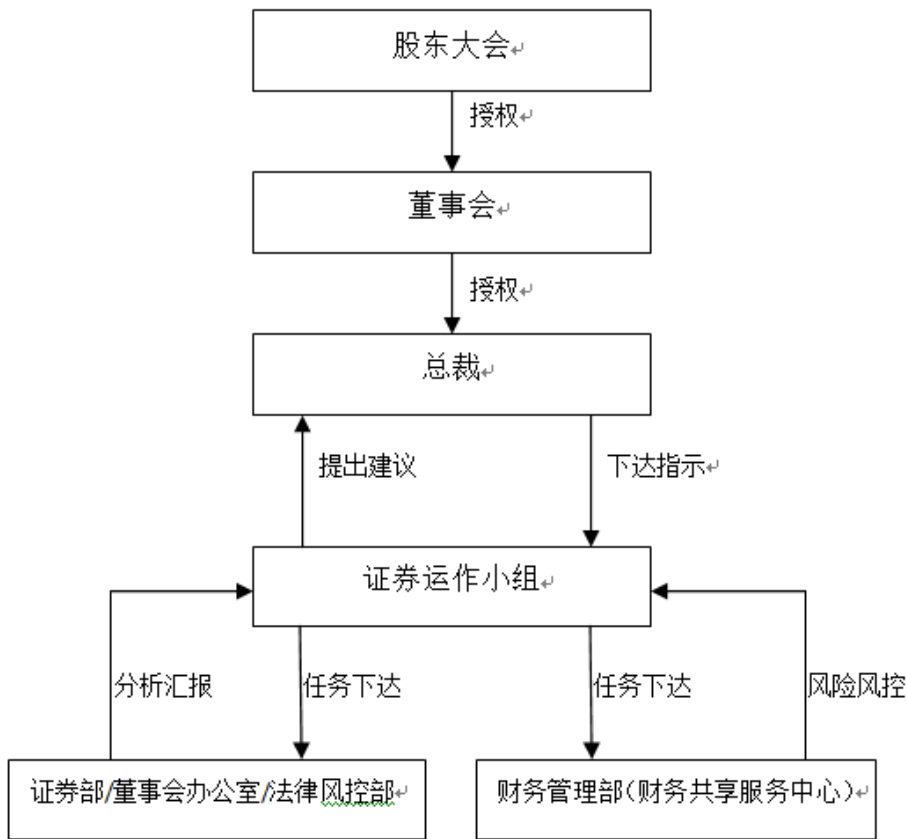 股东大会
授权
董事会
授权
总裁
提出建议
下达指示
证券运作小组
分析汇报
任务下达
任务下达
风险风控
证券部/董事会办公室/法律风控部
财务管理部(财务共享服务中心)